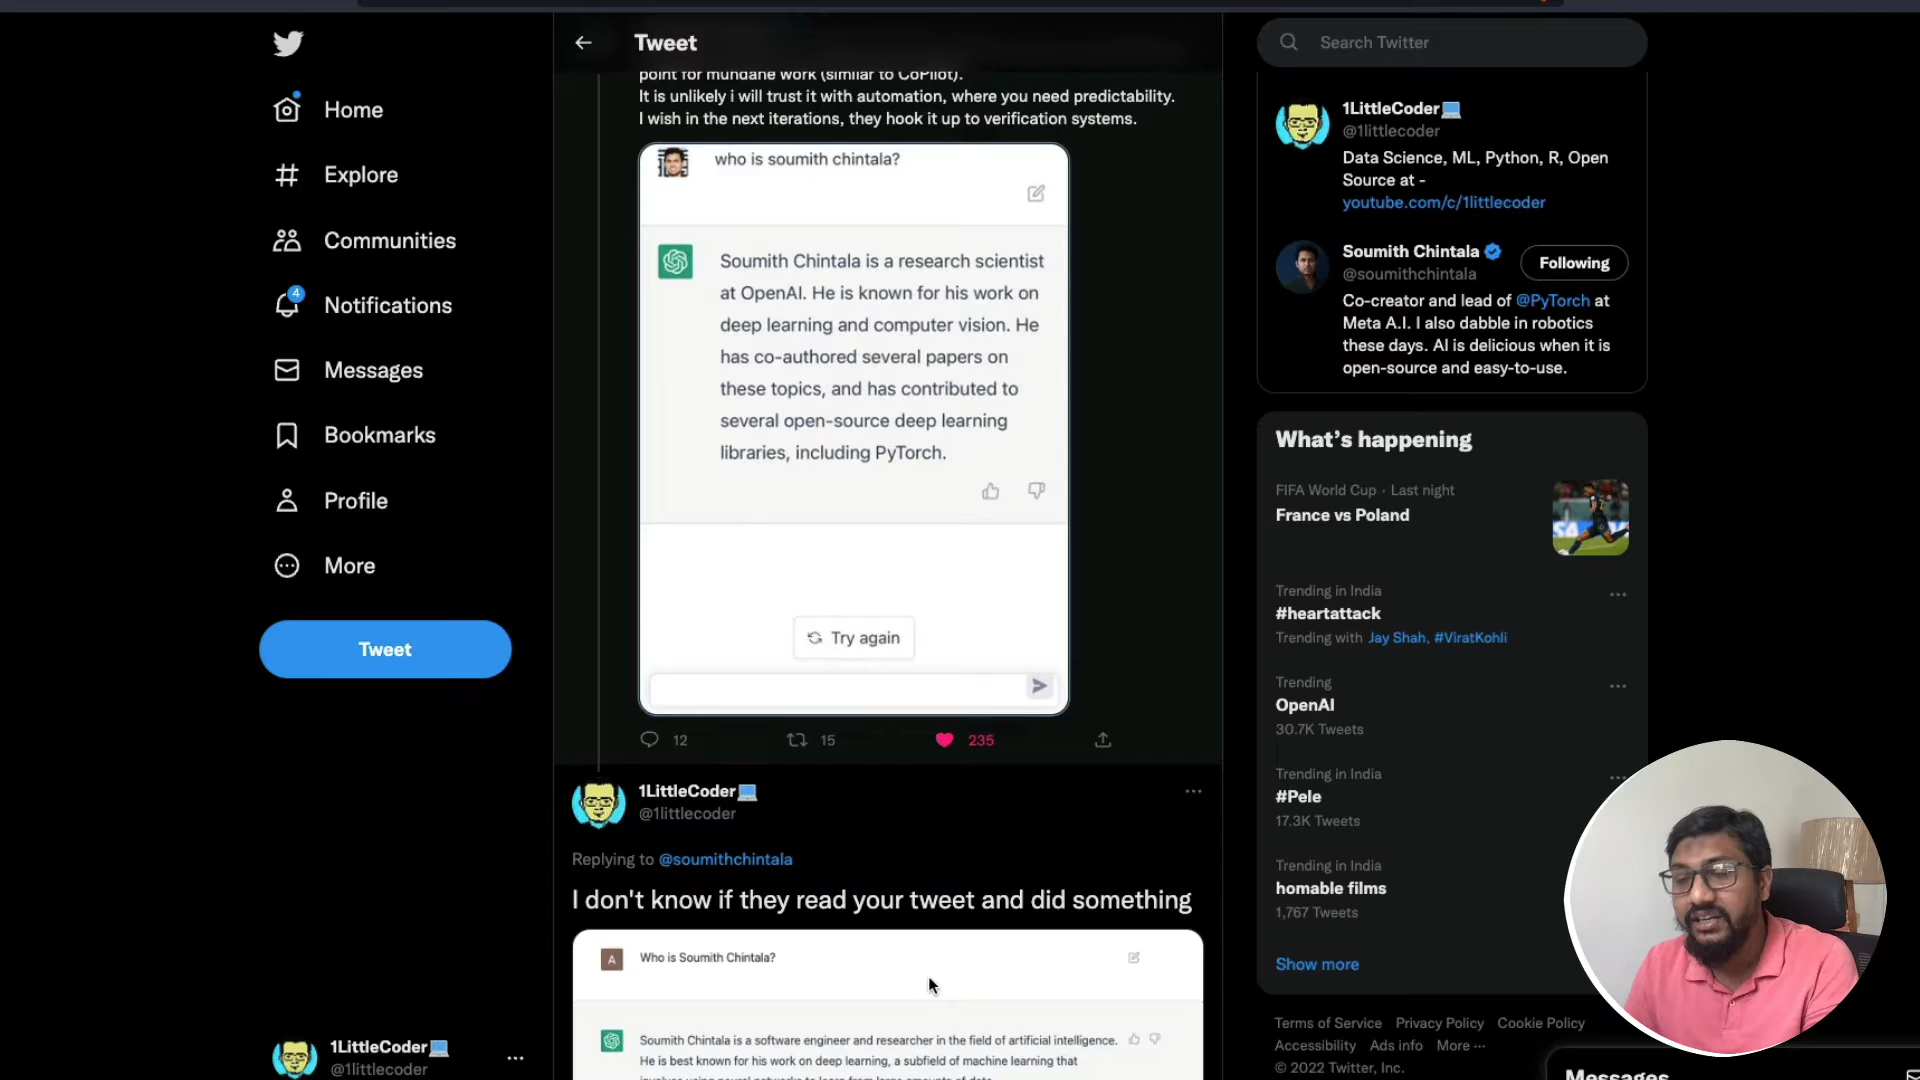 Home
Explore
Communities
4
Notifications
Messages
Bookmarks
Profile
More
Tweet
1LittleCoder💻
@1littlecoder
Tweet
point for mundane work (similar to CoPilot).
It is unlikely i will trust it with automation, where you need predictability.
I wish in the next iterations, they hook it up to verification systems.
who is soumith chintala?
Soumith Chintala is a research scientist
at OpenAI. He is known for his work on
deep learning and computer vision. He
has co-authored several papers on
these topics, and has contributed to
several open-source deep learning
libraries, including PyTorch.
Try again
12
15
235
1LittleCoder💻
@1littlecoder
Replying to @soumithchintala
I don't know if they read your tweet and did something
A
Who is Soumith Chintala?
Soumith Chintala is a software engineer and researcher in the field of artificial intelligence.
He is best known for his work on deep learning, a subfield of machine learning that
Search Twitter
1LittleCoder💻
@1littlecoder
Data Science, ML, Python, R, Open
Source at -
youtube.com/c/1littlecoder
Soumith Chintala
@soumithchintala
Following
Co-creator and lead of @PyTorch at
Meta A.I. I also dabble in robotics
these days. AI is delicious when it is
open-source and easy-to-use.
What's happening
FIFA World Cup · Last night
France vs Poland
Trending in India
#heartattack
Trending with Jay Shah, #ViratKohli
Trending
OpenAI
30.7K Tweets
Trending in India
#Pele
17.3K Tweets
Trending in India
homable films
1,767 Tweets
Show more
Terms of Service Privacy Policy Cookie Policy
Accessibility Ads info More ···
© 2022 Twitter, Inc.
Messages